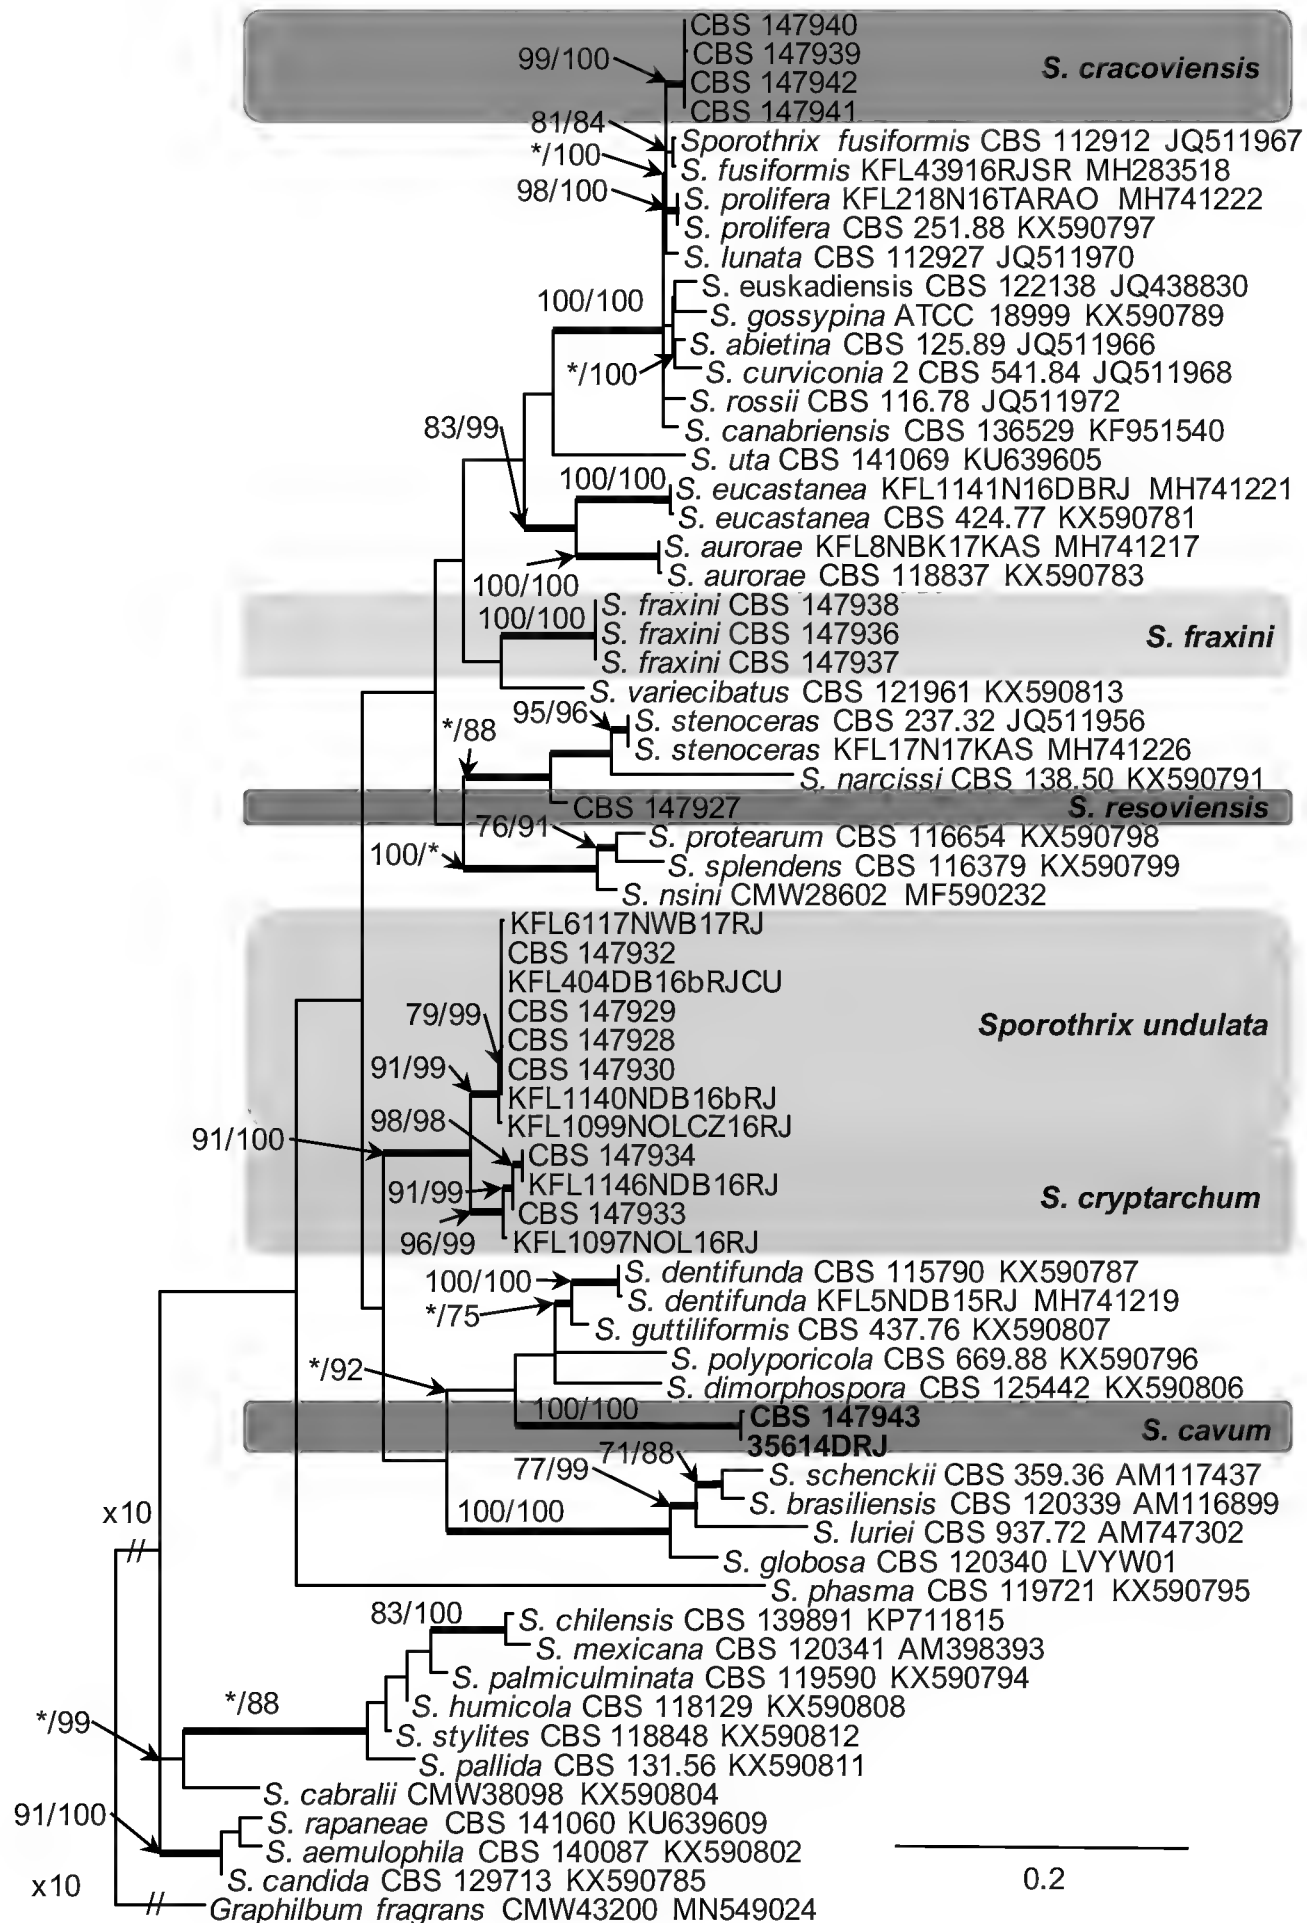 CBS 147940
99/100
CBS 147939
S. cracoviensis
CBS 147942
CBS 147941
81/84
Sporothrix fusiformis CBS 112912 JQ511967
*/100
S. fusiformis KFL43916RJSR MH283518
98/100
S. prolifera KFL218N16TARAO MH741222
S. prolifera CBS 251.88 KX590797
S. lunata CBS 112927 JQ511970
S. euskadiensis CBS 122138 JQ438830
100/100
S. gossypina ATCC 18999 KX590789
S. abietina CBS 125.89 JQ511966
*/100
S. curviconia 2 CBS 541.84 JQ511968
S. rossii CBS 116.78 JQ511972
83/99
S. canabriensis CBS 136529 KF951540
S. uta CBS 141069 KU639605
100/100
S. eucastanea KFL1141N16DBRJ MH741221
S. eucastanea CBS 424.77 KX590781
S. aurorae KFL8NBK17KAS MH741217
100/100
S. aurorae CBS 118837 KX590783
S. fraxini CBS 147938
100/100
S. fraxini CBS 147936
S. fraxini
S. fraxini CBS 147937
S. variecibatus CBS 121961 KX590813
95/96
S. stenoceras CBS 237.32 JQ511956
*/88
S. stenoceras KFL17N17KAS MH741226
S. narcissi CBS 138.50 KX590791
CBS 147927
S. resoviensis
76/91
S. protearum CBS 116654 KX590798
100/*
S. splendens CBS 116379 KX590799
S. nsini CMW28602 MF590232
KFL6117NWB17RJ
CBS 147932
KFL404DB16bRJCU
79/99
CBS 147929
Sporothrix undulata
CBS 147928
91/99
CBS 147930
KFL1140NDB16bRJ
98/98
KFL1099NOLCZ16RJ
91/100
CBS 147934
91/99
KFL1146NDB16RJ
S. cryptarchum
CBS 147933
96/99
KFL1097NOL16RJ
100/100
S. dentifunda CBS 115790 KX590787
S. dentifunda KFL5NDB15RJ MH741219
*/75
S. guttiliformis CBS 437.76 KX590807
*/92
S. polyporicola CBS 669.88 KX590796
S. dimorphospora CBS 125442 KX590806
100/100
CBS 147943
S. cavum
35614DRJ
71/88
77/99
S. schenckii CBS 359.36 AM117437
S. brasiliensis CBS 120339 AM116899
x10
100/100
S. luriei CBS 937.72 AM747302
//
S. globosa CBS 120340 LVYW01
S. phasma CBS 119721 KX590795
83/100
S. chilensis CBS 139891 KP711815
S. mexicana CBS 120341 AM398393
S. palmiculminata CBS 119590 KX590794
*/88
S. humicola CBS 118129 KX590808
*/99
S. stylites CBS 118848 KX590812
S. pallida CBS 131.56 KX590811
S. cabralii CMW38098 KX590804
91/100
S. rapaneae CBS 141060 KU639609
S. aemulophila CBS 140087 KX590802
x10
S. candida CBS 129713 KX590785
0.2
//
Graphilbum fragrans CMW43200 MN549024